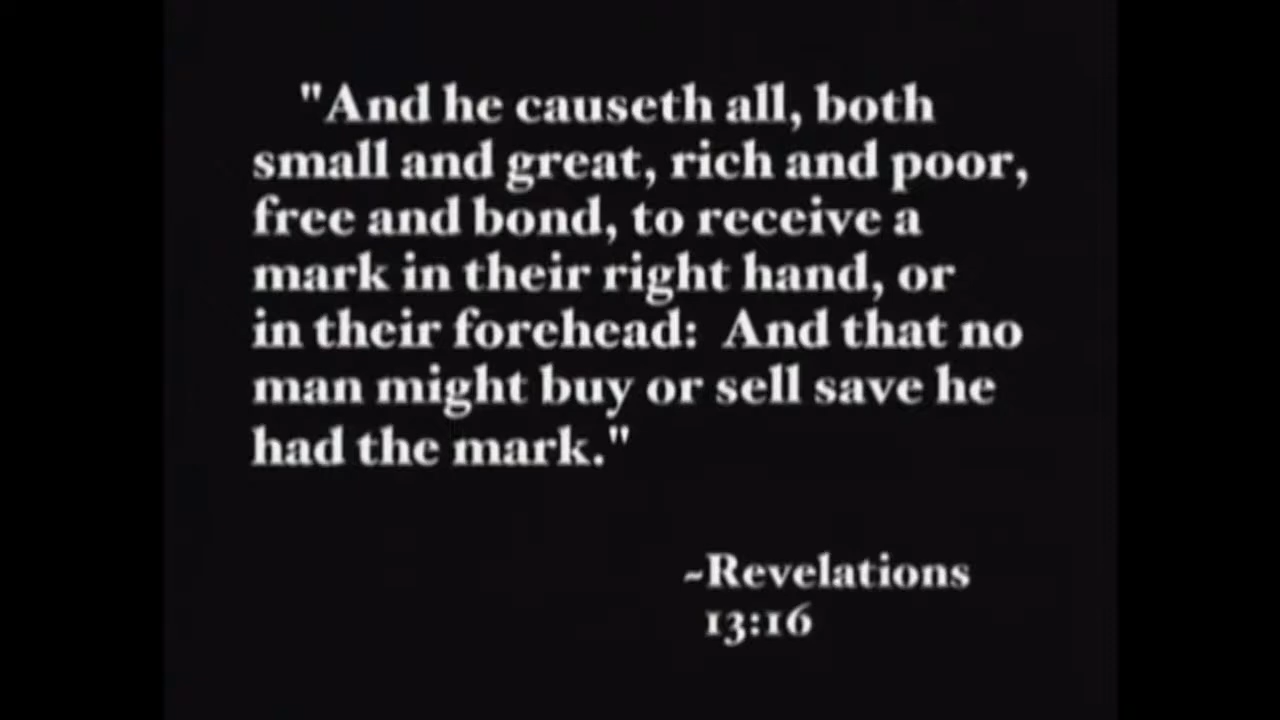 "And he causeth all, both
small and great, rich and poor,
free and bond, to receive a
mark in their right hand, or
in their forehead:  And that no
man might buy or sell save he
had the mark."
~Revelations
13:16